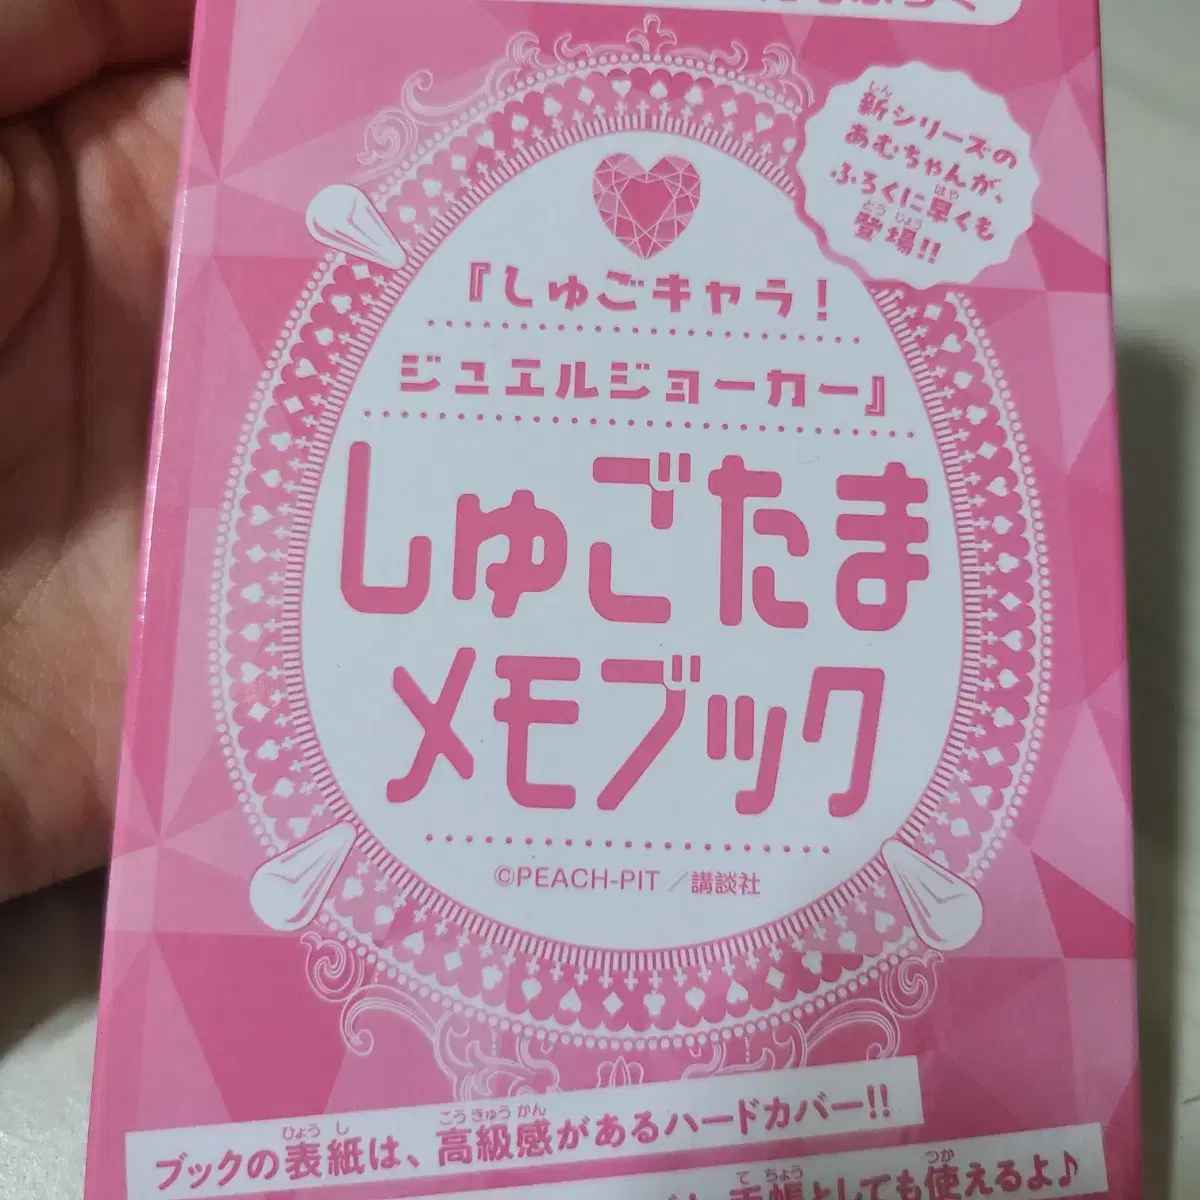 新シリーズの
あむちゃんが、
ふろくに早くも
登場!!
『しゅごキャラ!
ジュエルジョーカー』
しゅごたま
メモブック
©PEACH-PIT／講談社
ブックの表紙は、高級感があるハードカバー!!
手帳としても使えるよ♪